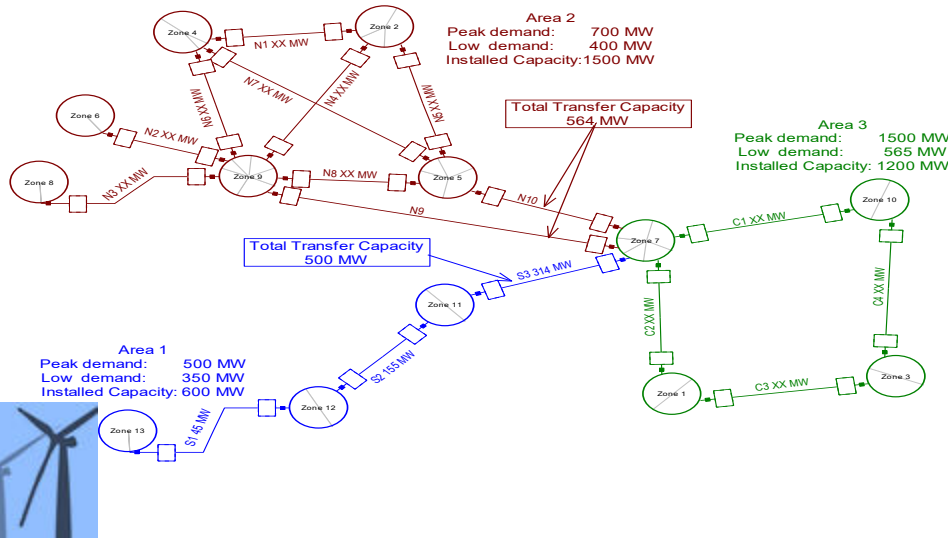 Area 2
Peak demand: 700 MW
Low demand: 400 MW
Installed Capacity:1500 MW
Zone 4
Zone 2
N1 XX MW
N7 XX MW
N4 XX MW
N5 XX MW
N6 XX MW
Total Transfer Capacity
564 MW
Zone 6
N2 XX MW
Area 3
Peak demand: 1500 MW
Low demand: 565 MW
Installed Capacity: 1200 MW
Zone 8
N3 XX MW
Zone 9
N8 XX MW
Zone 5
N10
N9
Zone 10
C1 XX MW
Zone 7
Total Transfer Capacity
500 MW
S3 314 MW
Zone 11
C2 XX MW
C4 XX MW
Area 1
Peak demand: 500 MW
Low demand: 350 MW
Installed Capacity: 600 MW
S2 155 MW
Zone 3
C3 XX MW
Zone 1
Zone 12
S1 45 MW
Zone 13